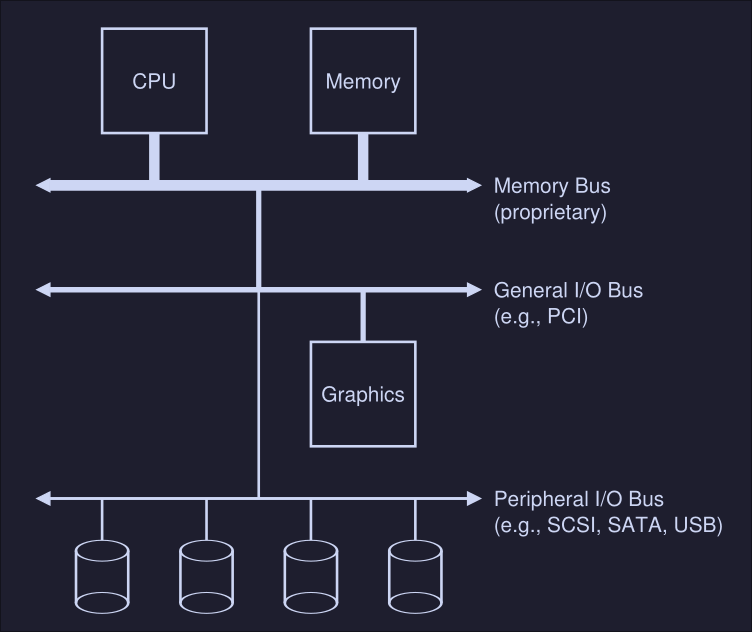 CPU
Memory
Memory Bus
(proprietary)
General I/O Bus
(e.g., PCI)
Graphics
Peripheral I/O Bus
(e.g., SCSI, SATA, USB)